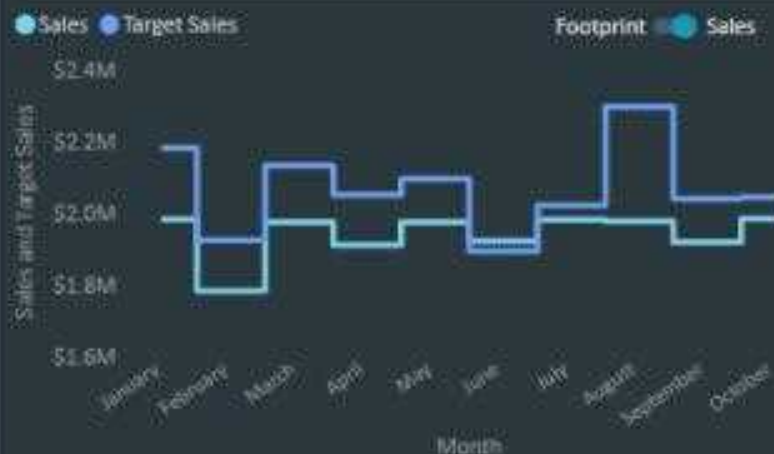 Sales Target Sales
Footprint Sales
$2.4M
$2.2M
$2.0M
$1.8M
$1.6M
Sales and Target Sales
January
February
March
April
May
June
July
August
September
October
Month